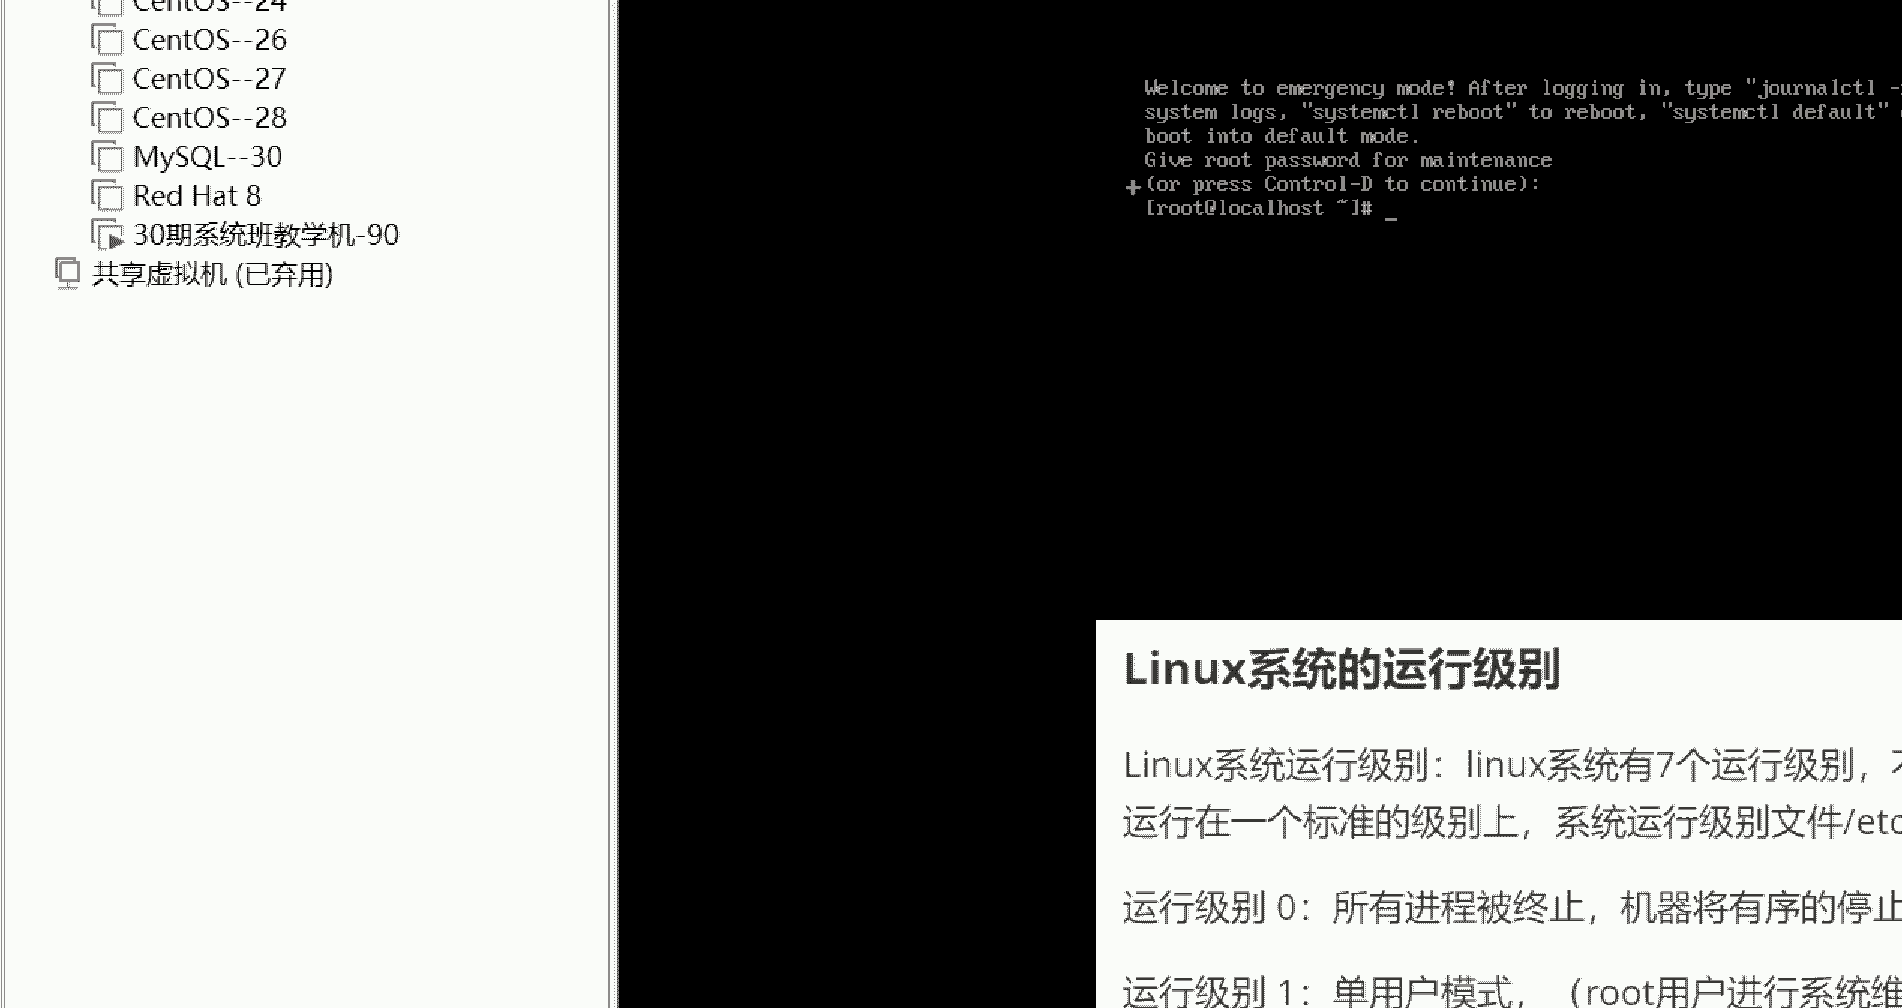 CentOS--24
CentOS--26
CentOS--27
CentOS--28
MySQL--30
Red Hat 8
30期系统班教学机-90
共享虚拟机 (已弃用)
Welcome to emergency mode! After logging in, type "journalctl -
system logs, "systemctl reboot" to reboot, "systemctl default"
boot into default mode.
Give root password for maintenance
(or press Control-D to continue):
[root@localhost ~]# _
Linux系统的运行级别
Linux系统运行级别：linux系统有7个运行级别，
运行在一个标准的级别上，系统运行级别文件/etc
运行级别 0：所有进程被终止，机器将有序的停止
运行级别 1：单用户模式，（root用户进行系统维